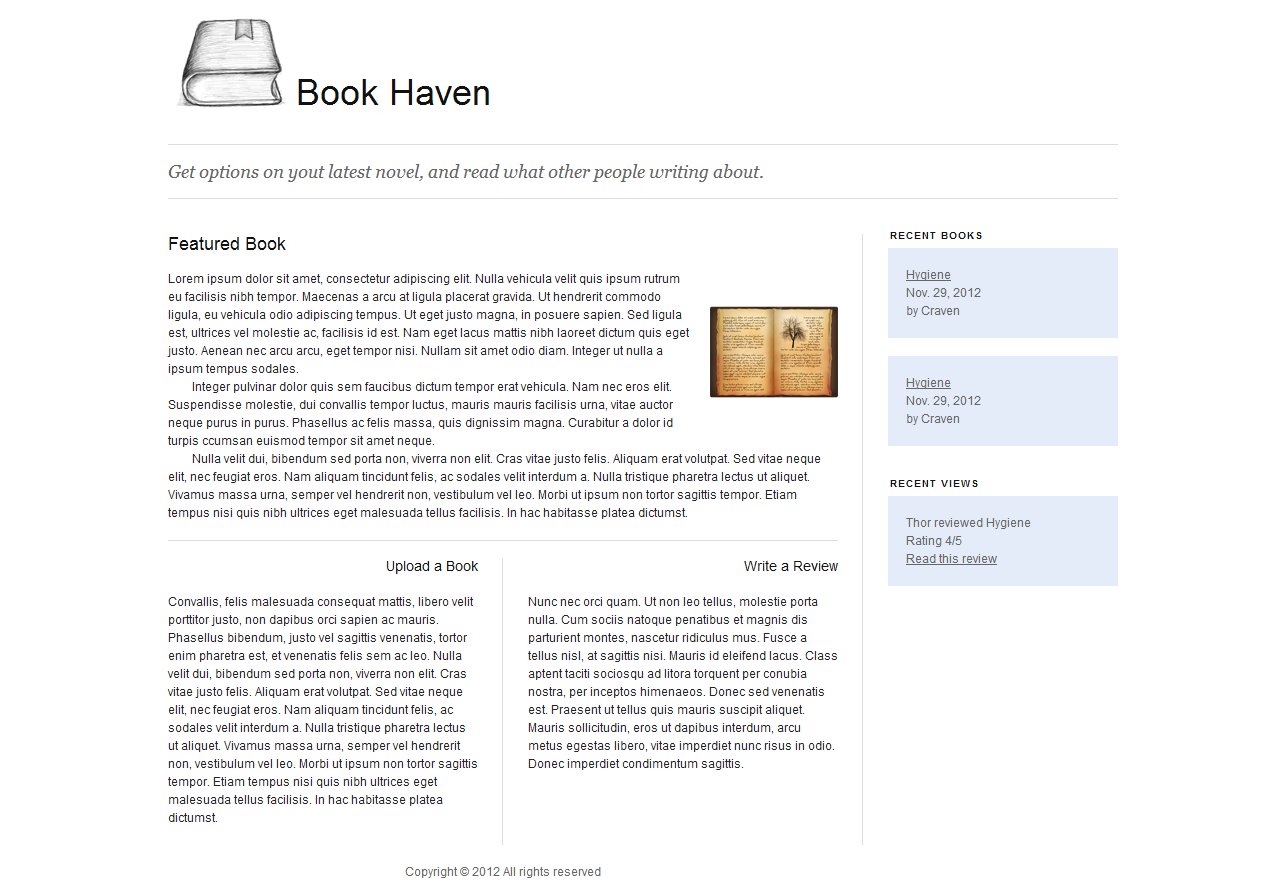 Book Haven
Get options on yout latest novel, and read what other people writing about.
Featured Book
Lorem ipsum dolor sit amet, consectetur adipiscing elit. Nulla vehicula velit quis ipsum rutrum
eu facilisis nibh tempor. Maecenas a arcu at ligula placerat gravida. Ut hendrerit commodo
ligula, eu vehicula odio adipiscing tempus. Ut eget justo magna, in posuere sapien. Sed ligula
est, ultrices vel molestie ac, facilisis id est. Nam eget lacus mattis nibh laoreet dictum quis eget
justo. Aenean nec arcu arcu, eget tempor nisi. Nullam sit amet odio diam. Integer ut nulla a
ipsum tempus sodales.
Integer pulvinar dolor quis sem faucibus dictum tempor erat vehicula. Nam nec eros elit.
Suspendisse molestie, dui convallis tempor luctus, mauris mauris facilisis urna, vitae auctor
neque purus in purus. Phasellus ac felis massa, quis dignissim magna. Curabitur a dolor id
turpis ccumsan euismod tempor sit amet neque.
Nulla velit dui, bibendum sed porta non, viverra non elit. Cras vitae justo felis. Aliquam erat volutpat. Sed vitae neque
elit, nec feugiat eros. Nam aliquam tincidunt felis, ac sodales velit interdum a. Nulla tristique pharetra lectus ut aliquet.
Vivamus massa urna, semper vel hendrerit non, vestibulum vel leo. Morbi ut ipsum non tortor sagittis tempor. Etiam
tempus nisi quis nibh ultrices eget malesuada tellus facilisis. In hac habitasse platea dictumst.
Upload a Book
Convallis, felis malesuada consequat mattis, libero velit
porttitor justo, non dapibus orci sapien ac mauris.
Phasellus bibendum, justo vel sagittis venenatis, tortor
enim pharetra est, et venenatis felis sem ac leo. Nulla
velit dui, bibendum sed porta non, viverra non elit. Cras
vitae justo felis. Aliquam erat volutpat. Sed vitae neque
elit, nec feugiat eros. Nam aliquam tincidunt felis, ac
sodales velit interdum a. Nulla tristique pharetra lectus
ut aliquet. Vivamus massa urna, semper vel hendrerit
non, vestibulum vel leo. Morbi ut ipsum non tortor sagittis
tempor. Etiam tempus nisi quis nibh ultrices eget
malesuada tellus facilisis. In hac habitasse platea
dictumst.
Write a Review
Nunc nec orci quam. Ut non leo tellus, molestie porta
nulla. Cum sociis natoque penatibus et magnis dis
parturient montes, nascetur ridiculus mus. Fusce a
tellus nisl, at sagittis nisi. Mauris id eleifend lacus. Class
aptent taciti sociosqu ad litora torquent per conubia
nostra, per inceptos himenaeos. Donec sed venenatis
est. Praesent ut tellus quis mauris suscipit aliquet.
Mauris sollicitudin, eros ut dapibus interdum, arcu
metus egestas libero, vitae imperdiet nunc risus in odio.
Donec imperdiet condimentum sagittis.
RECENT BOOKS
Hygiene
Nov. 29, 2012
by Craven
Hygiene
Nov. 29, 2012
by Craven
RECENT VIEWS
Thor reviewed Hygiene
Rating 4/5
Read this review
Copyright © 2012 All rights reserved